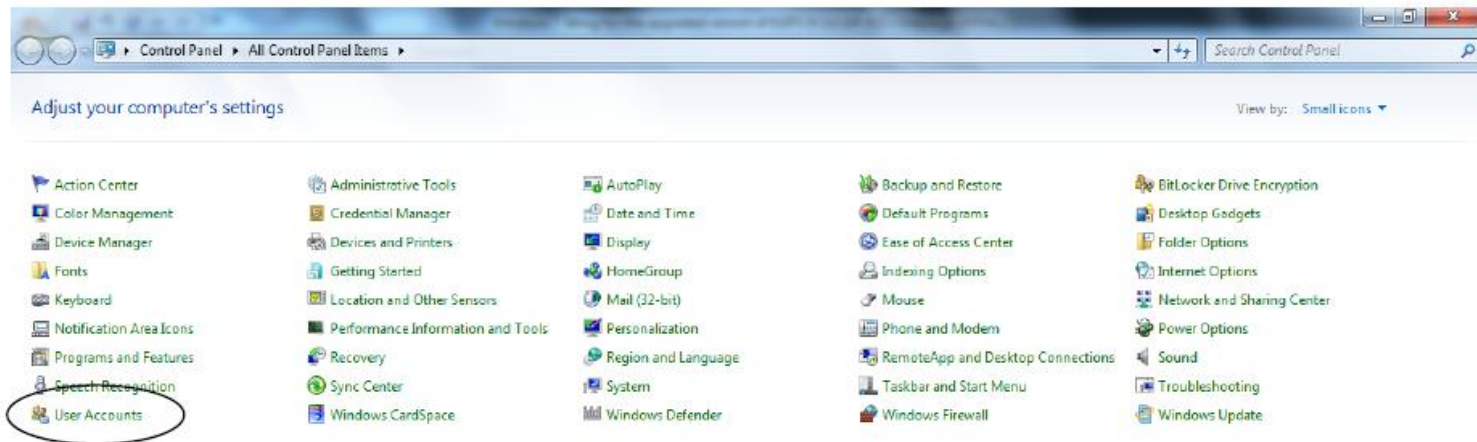 Control Panel ▸ All Control Panel Items ▸ Search Control Panel
Adjust your computer's settings View by: Small icons
Action Center Administrative Tools AutoPlay Backup and Restore BitLocker Drive Encryption
Color Management Credential Manager Date and Time Default Programs Desktop Gadgets
Device Manager Devices and Printers Display Ease of Access Center Folder Options
Fonts Getting Started HomeGroup Indexing Options Internet Options
Keyboard Location and Other Sensors Mail (32-bit) Mouse Network and Sharing Center
Notification Area Icons Performance Information and Tools Personalization Phone and Modem Power Options
Programs and Features Recovery Region and Language RemoteApp and Desktop Connections Sound
Speech Recognition Sync Center System Taskbar and Start Menu Troubleshooting
User Accounts Windows CardSpace Windows Defender Windows Firewall Windows Update